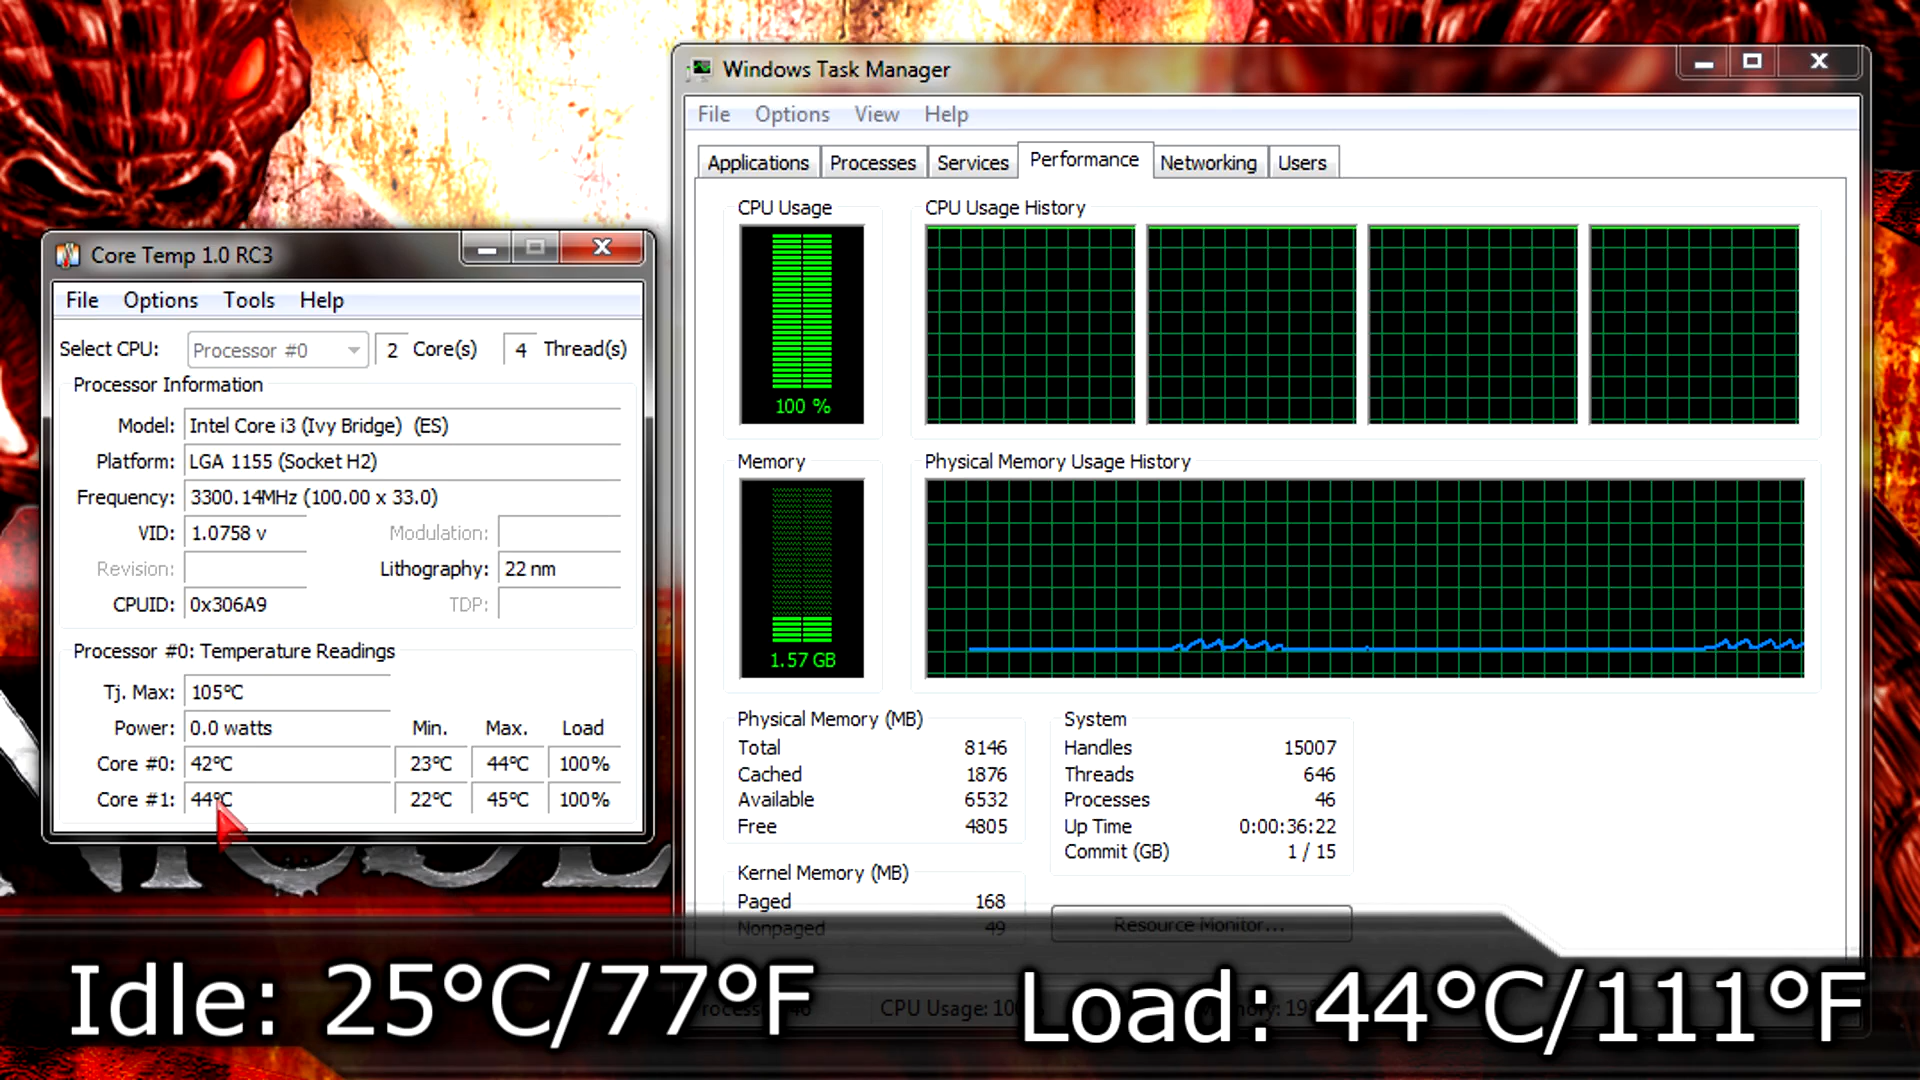 Windows Task Manager
File Options View Help
Applications Processes Services Performance Networking Users
CPU Usage
CPU Usage History
100 %
Memory
Physical Memory Usage History
1.57 GB
Physical Memory (MB)
Total 8146
Cached 1876
Available 6532
Free 4805
System
Handles 15007
Threads 646
Processes 46
Up Time 0:00:36:22
Commit (GB) 1 / 15
Kernel Memory (MB)
Paged 168
Nonpaged 49
Resource Monitor...
CPU Usage: 100
Core Temp 1.0 RC3
File Options Tools Help
Select CPU: Processor #0 2 Core(s) 4 Thread(s)
Processor Information
Model: Intel Core i3 (Ivy Bridge) (ES)
Platform: LGA 1155 (Socket H2)
Frequency: 3300.14MHz (100.00 x 33.0)
VID: 1.0758 v Modulation:
Revision: Lithography: 22 nm
CPUID: 0x306A9 TDP:
Processor #0: Temperature Readings
Tj. Max: 105°C
Power: 0.0 watts Min. Max. Load
Core #0: 42°C 23°C 44°C 100%
Core #1: 44°C 22°C 45°C 100%
Idle: 25°C/77°F
Load: 44°C/111°F